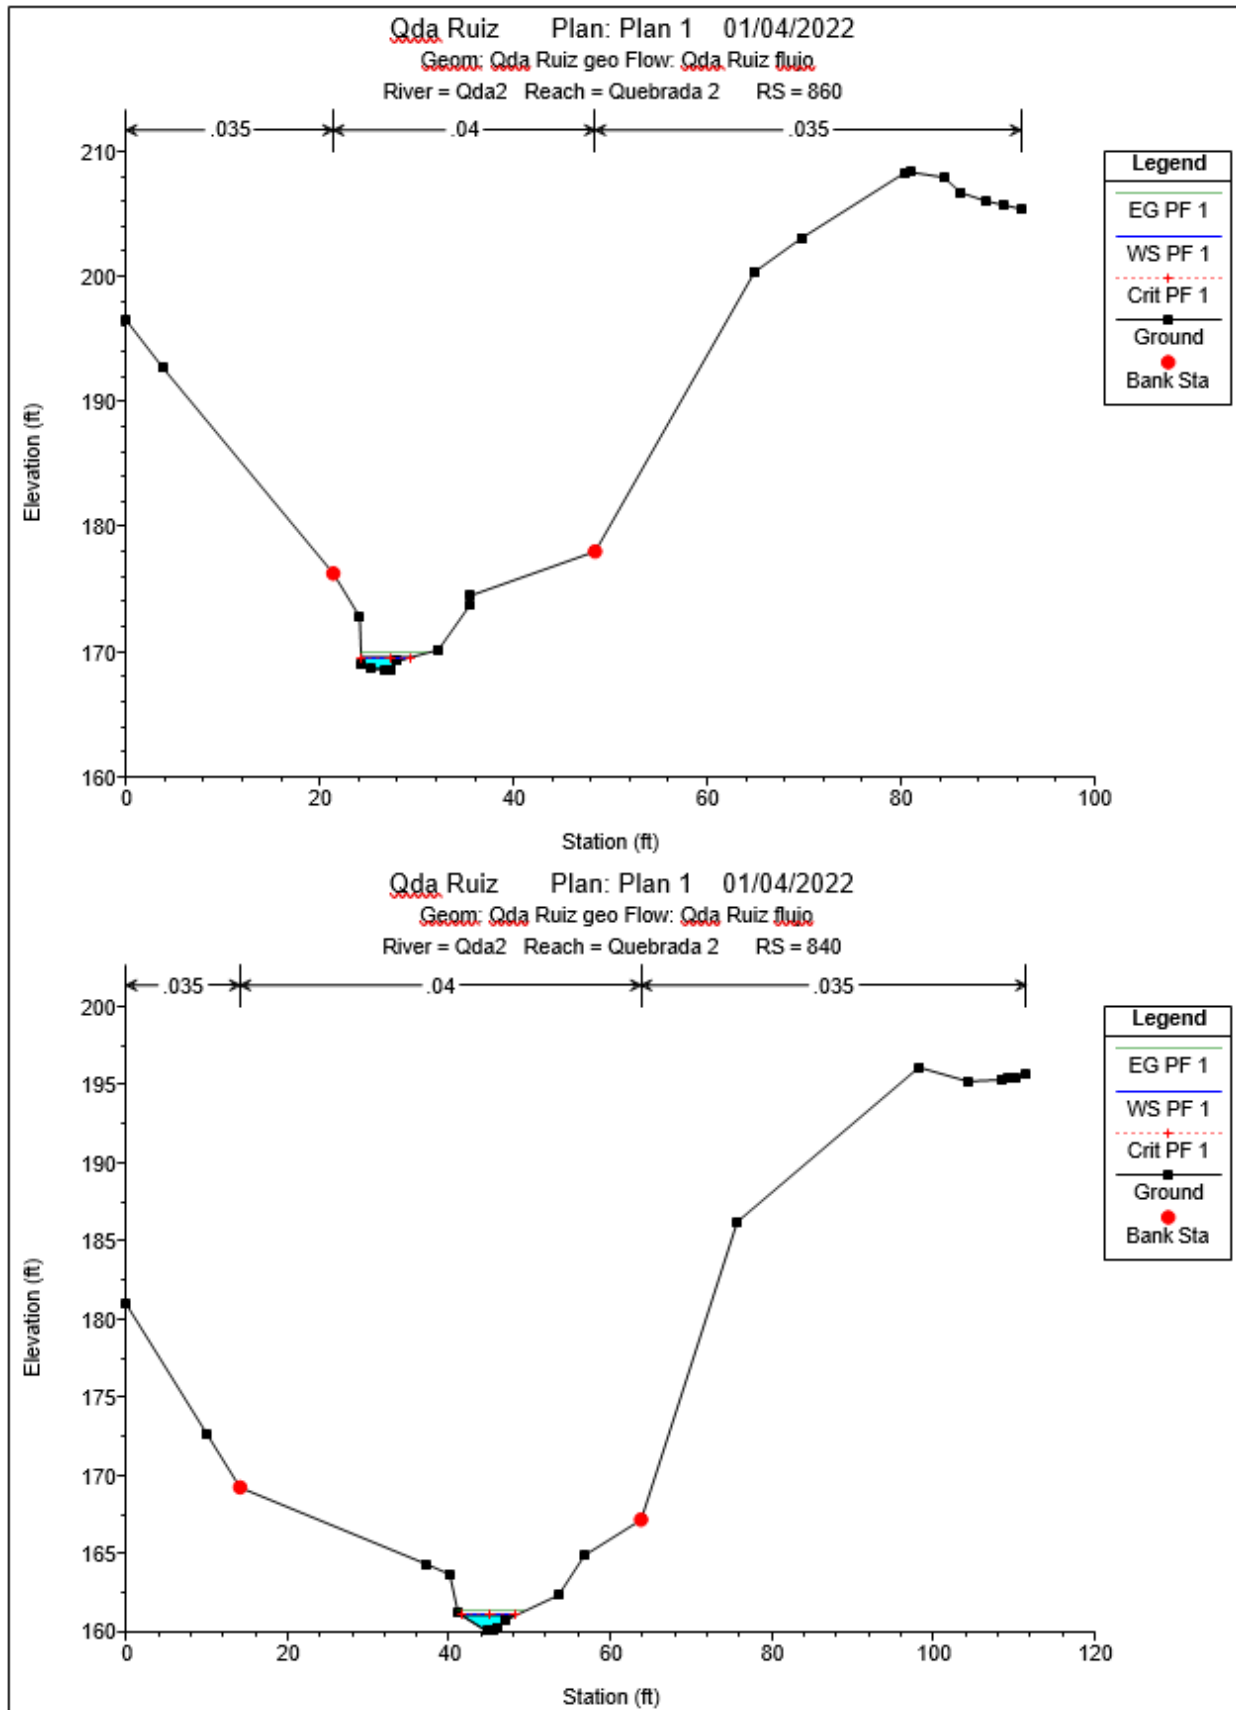 Qda Ruiz Plan: Plan 1 01/04/2022
Geom: Qda Ruiz geo Flow: Qda Ruiz flujo
River = Qda2 Reach = Quebrada 2 RS = 860
.035 .04 .035
Legend
EG PF 1
WS PF 1
Crit PF 1
Ground
Bank Sta
Elevation (ft)
210
200
190
180
170
160
0 20 40 60 80 100
Station (ft)
Qda Ruiz Plan: Plan 1 01/04/2022
Geom: Qda Ruiz geo Flow: Qda Ruiz flujo
River = Qda2 Reach = Quebrada 2 RS = 840
.035 .04 .035
Legend
EG PF 1
WS PF 1
Crit PF 1
Ground
Bank Sta
Elevation (ft)
200
195
190
185
180
175
170
165
160
0 20 40 60 80 100 120
Station (ft)